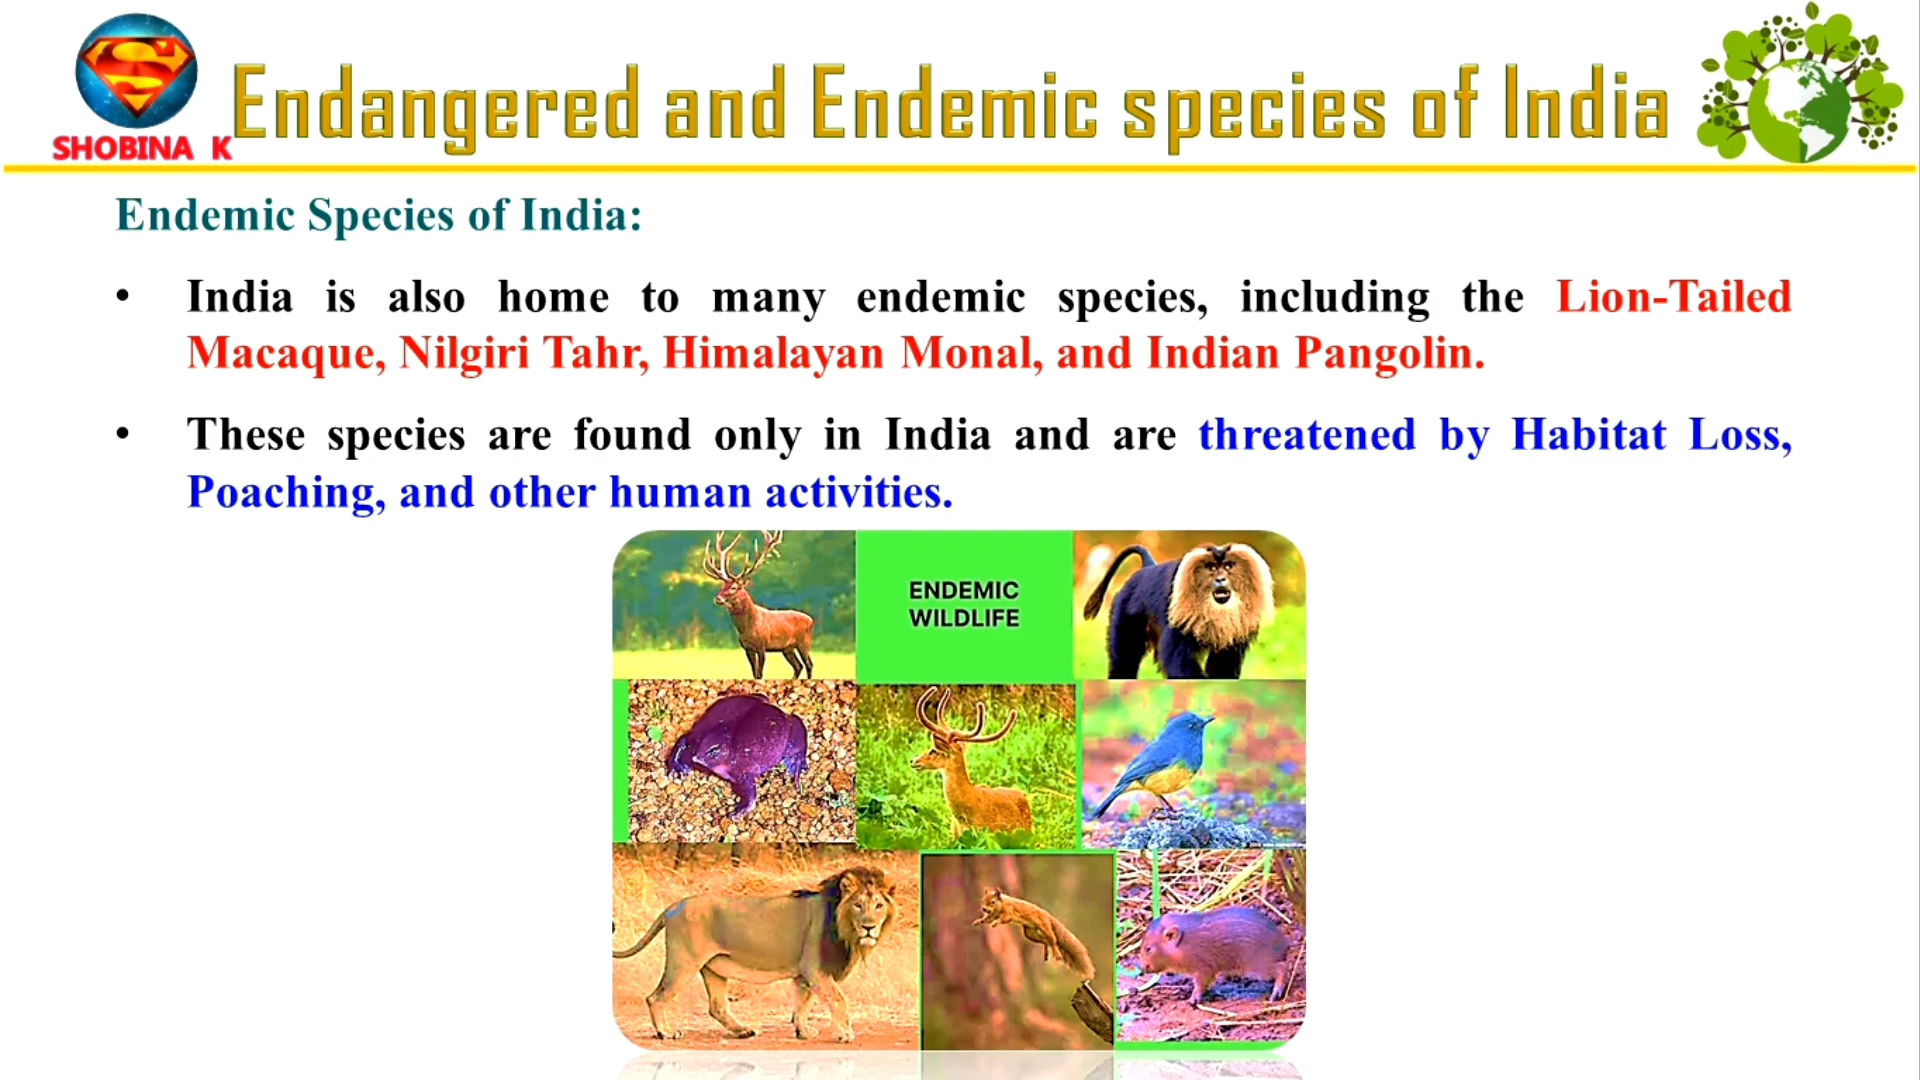 SHOBINA K
Endangered and Endemic species of India
Endemic Species of India:
• India is also home to many endemic species, including the Lion-Tailed
Macaque, Nilgiri Tahr, Himalayan Monal, and Indian Pangolin.
• These species are found only in India and are threatened by Habitat Loss,
Poaching, and other human activities.
ENDEMIC
WILDLIFE